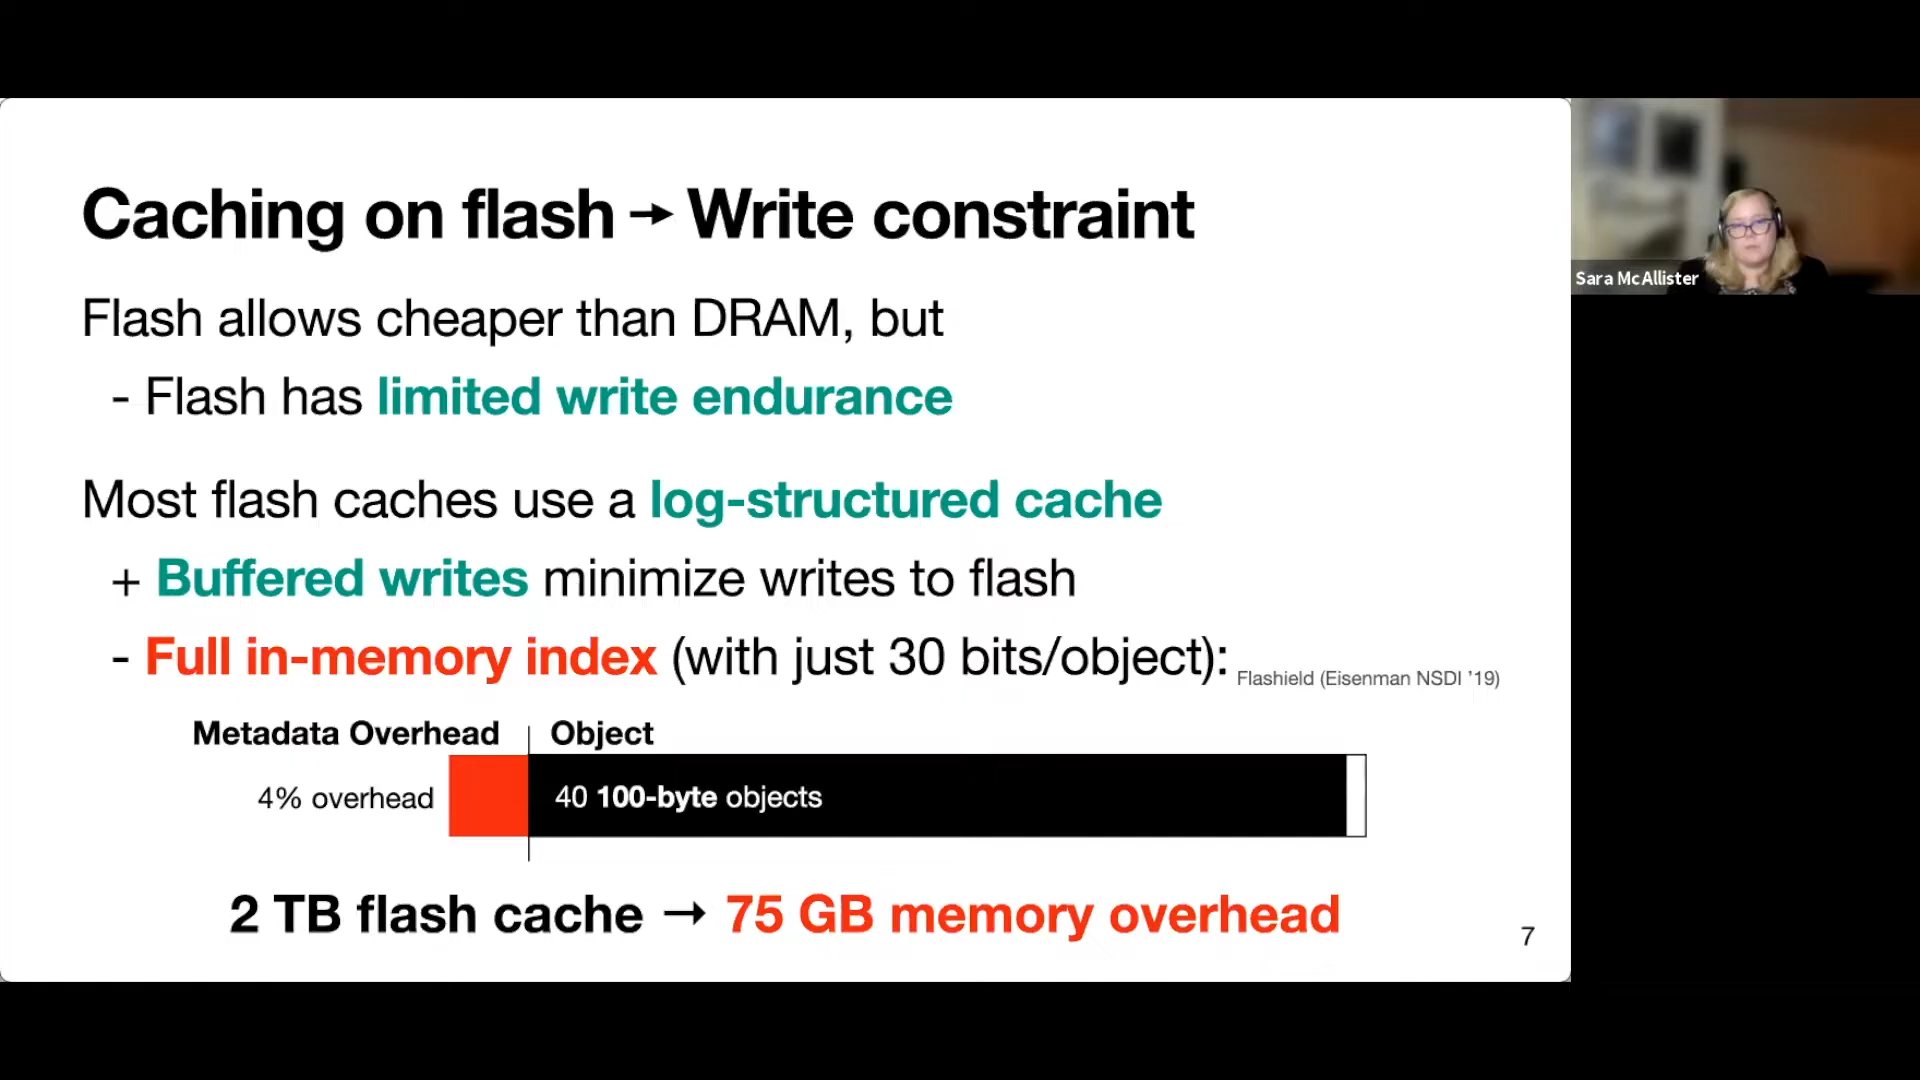 Caching on flash → Write constraint
Flash allows cheaper than DRAM, but
- Flash has limited write endurance
Most flash caches use a log-structured cache
+ Buffered writes minimize writes to flash
- Full in-memory index (with just 30 bits/object): Flashield (Eisenman NSDI '19)
Metadata Overhead Object
4% overhead 40 100-byte objects
2 TB flash cache → 75 GB memory overhead
7
Sara McAllister